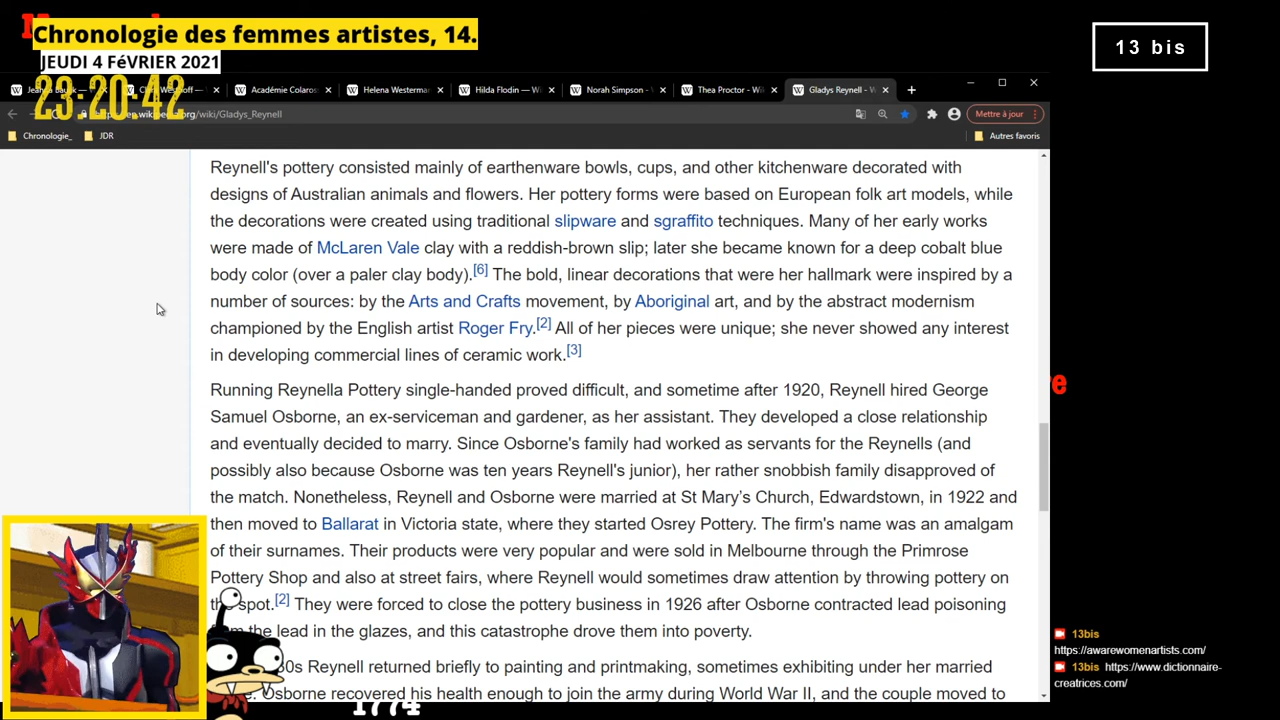 Chronologie des femmes artistes, 14.
JEUDI 4 FéVRIER 2021
23:20:42
13 bis
Académie Colaros
Helena Westerman
Hilda Flodin — Wi
Norah Simpson - W
Thea Proctor - Wi
Gladys Reynell - W
.org/wiki/Gladys_Reynell
Mettre à jour
Chronologie_
JDR
Autres favoris
Reynell's pottery consisted mainly of earthenware bowls, cups, and other kitchenware decorated with
designs of Australian animals and flowers. Her pottery forms were based on European folk art models, while
the decorations were created using traditional slipware and sgraffito techniques. Many of her early works
were made of McLaren Vale clay with a reddish-brown slip; later she became known for a deep cobalt blue
body color (over a paler clay body).[6] The bold, linear decorations that were her hallmark were inspired by a
number of sources: by the Arts and Crafts movement, by Aboriginal art, and by the abstract modernism
championed by the English artist Roger Fry.[2] All of her pieces were unique; she never showed any interest
in developing commercial lines of ceramic work.[3]
Running Reynella Pottery single-handed proved difficult, and sometime after 1920, Reynell hired George
Samuel Osborne, an ex-serviceman and gardener, as her assistant. They developed a close relationship
and eventually decided to marry. Since Osborne's family had worked as servants for the Reynells (and
possibly also because Osborne was ten years Reynell's junior), her rather snobbish family disapproved of
the match. Nonetheless, Reynell and Osborne were married at St Mary's Church, Edwardstown, in 1922 and
then moved to Ballarat in Victoria state, where they started Osrey Pottery. The firm's name was an amalgam
of their surnames. Their products were very popular and were sold in Melbourne through the Primrose
Pottery Shop and also at street fairs, where Reynell would sometimes draw attention by throwing pottery on
the spot.[2] They were forced to close the pottery business in 1926 after Osborne contracted lead poisoning
the lead in the glazes, and this catastrophe drove them into poverty.
30s Reynell returned briefly to painting and printmaking, sometimes exhibiting under her married
Osborne recovered his health enough to join the army during World War II, and the couple moved to
13bis
https://awarewomenartists.com/
13bis https://www.dictionnaire-
creatrices.com/
1774